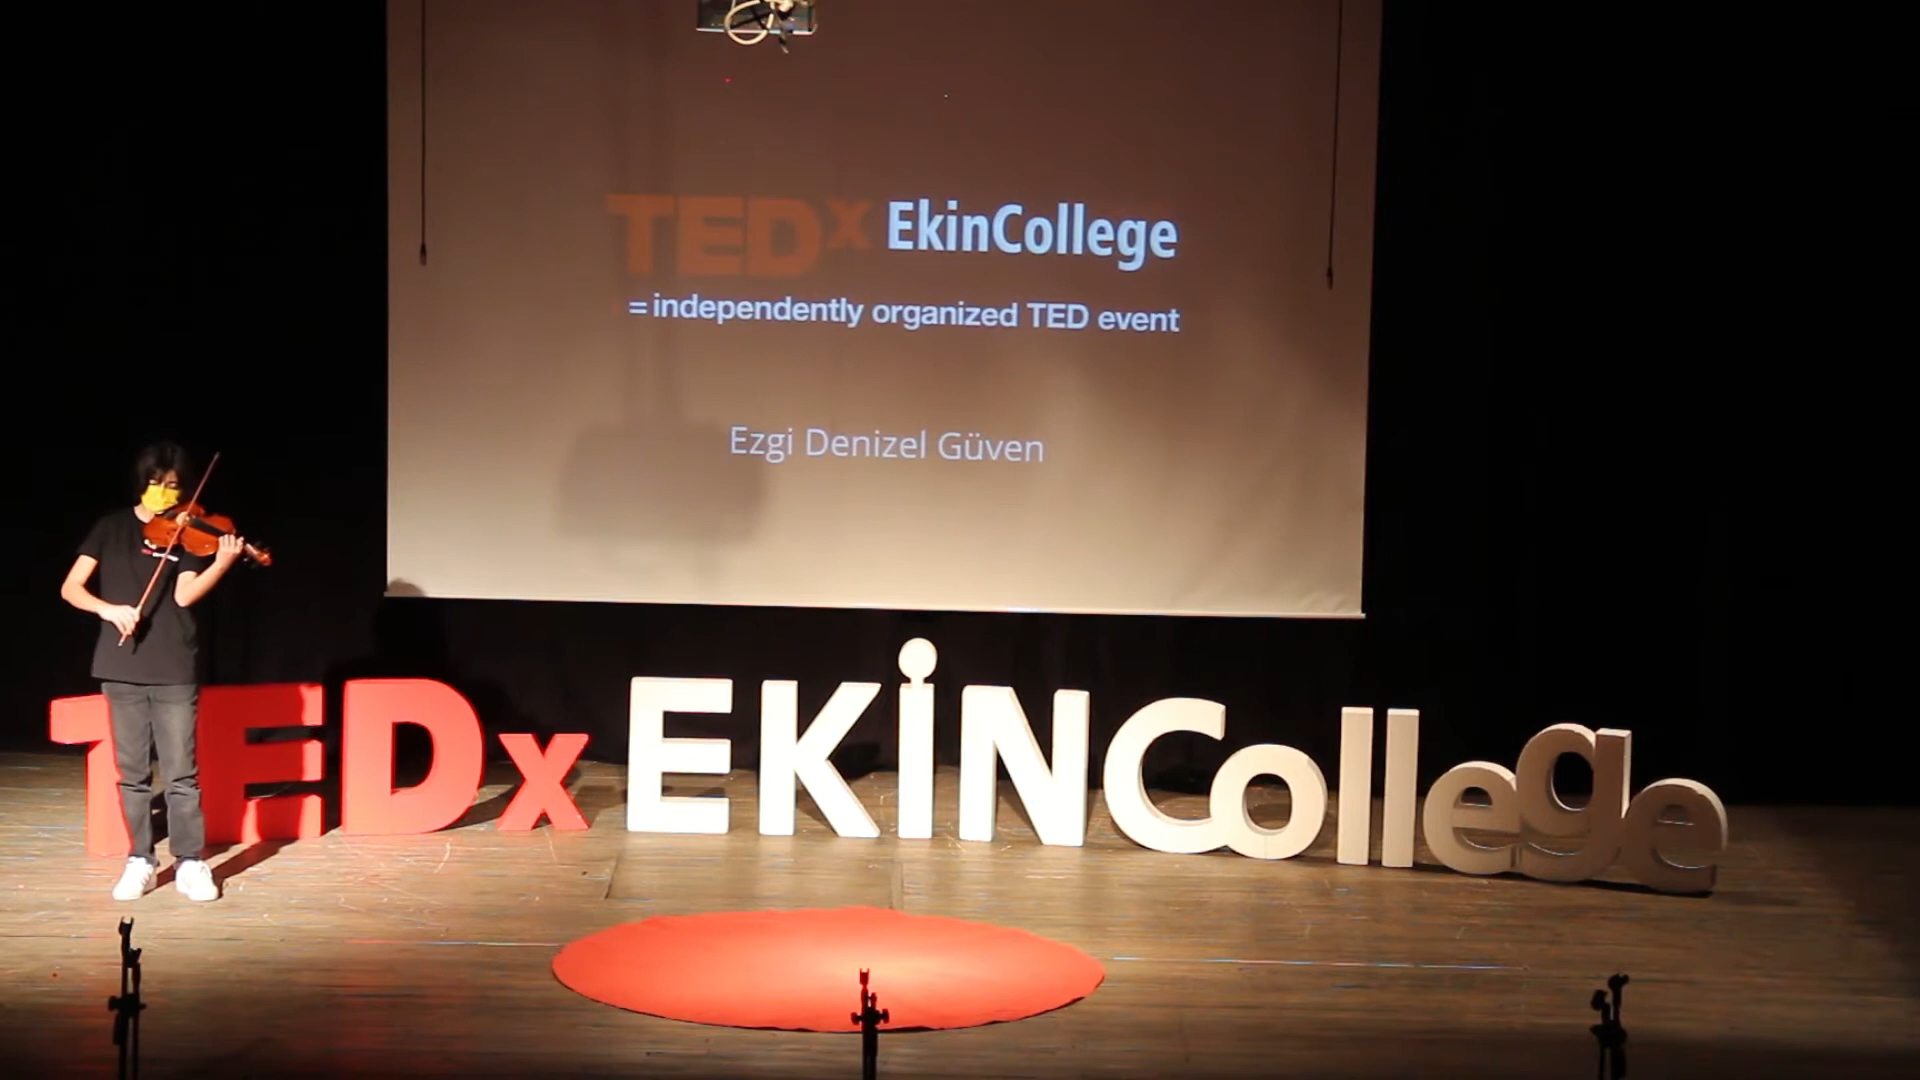 TEDx EkinCollege
= independently organized TED event
Ezgi Denizel Güven
TEDx EKİNCollege